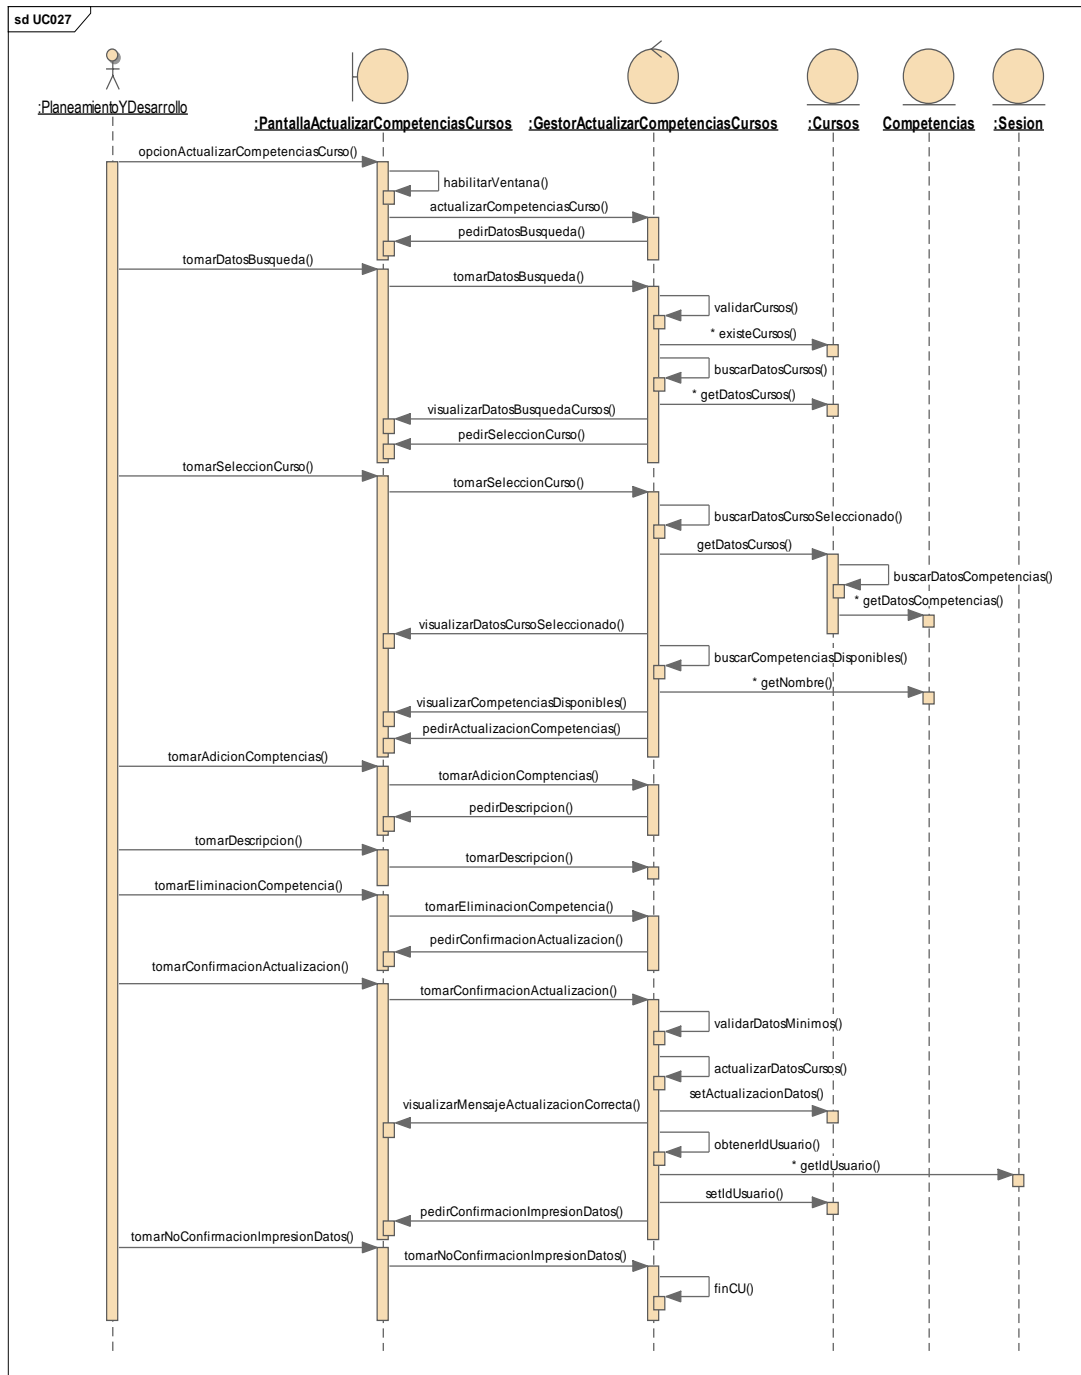 sd UC027
:PlaneamientoYDesarrollo
:PantallaActualizarCompetenciasCursos
:GestorActualizarCompetenciasCursos
:Cursos
Competencias
:Sesion
opcionActualizarCompetenciasCurso()
habilitarVentana()
actualizarCompetenciasCurso()
pedirDatosBusqueda()
tomarDatosBusqueda()
tomarDatosBusqueda()
validarCursos()
* existeCursos()
buscarDatosCursos()
* getDatosCursos()
visualizarDatosBusquedaCursos()
pedirSeleccionCurso()
tomarSeleccionCurso()
tomarSeleccionCurso()
buscarDatosCursoSeleccionado()
getDatosCursos()
buscarDatosCompetencias()
* getDatosCompetencias()
visualizarDatosCursoSeleccionado()
buscarCompetenciasDisponibles()
* getNombre()
visualizarCompetenciasDisponibles()
pedirActualizacionCompetencias()
tomarAdicionComptencias()
tomarAdicionComptencias()
pedirDescripcion()
tomarDescripcion()
tomarDescripcion()
tomarEliminacionCompetencia()
tomarEliminacionCompetencia()
pedirConfirmacionActualizacion()
tomarConfirmacionActualizacion()
tomarConfirmacionActualizacion()
validarDatosMinimos()
actualizarDatosCursos()
setActualizacionDatos()
visualizarMensajeActualizacionCorrecta()
obtenerIdUsuario()
* getIdUsuario()
setIdUsuario()
pedirConfirmacionImpresionDatos()
tomarNoConfirmacionImpresionDatos()
tomarNoConfirmacionImpresionDatos()
finCU()